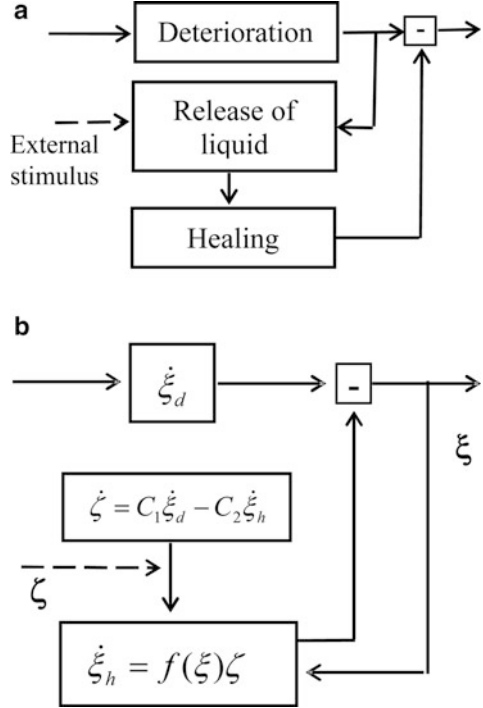 a
Deterioration
-
Release of
liquid
External
stimulus
Healing
b
ξ̇_d
-
ξ
ζ̇ = C₁ξ̇_d − C₂ξ̇_h
ζ
ξ̇_h = f(ξ)ζ